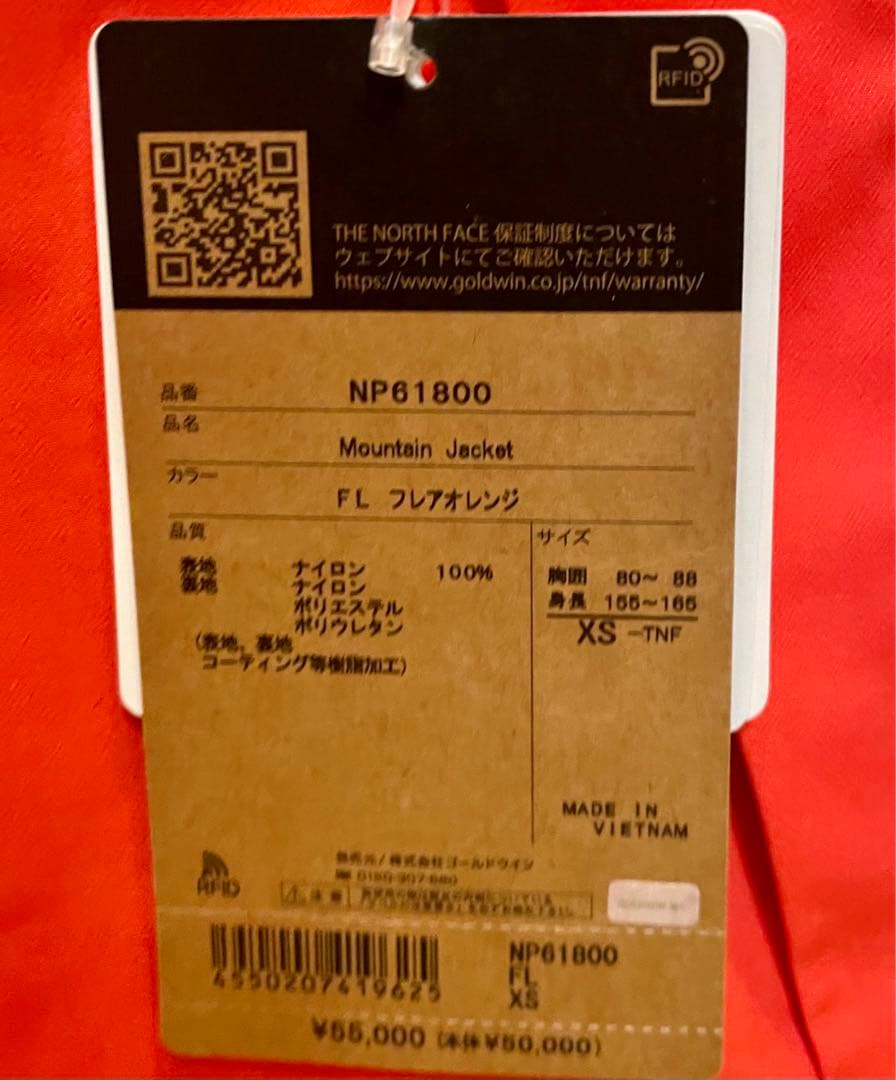 RFID
THE NORTH FACE 保証制度については
ウェブサイトにてご確認いただけます。
https://www.goldwin.co.jp/tnf/warranty/
品番 NP61800
品名
Mountain Jacket
カラー
FL フレアオレンジ
品質
表地 ナイロン 100%
裏地 ナイロン
ポリエステル
ポリウレタン
(表地、裏地
コーティング等樹脂加工)
サイズ
胸囲 80～ 88
身長 155～165
XS -TNF
MADE IN
VIETNAM
RFID
発売元/株式会社ゴールドウイン
注意
4550207419625
NP61800
FL
XS
¥55,000 (本体¥50,000)